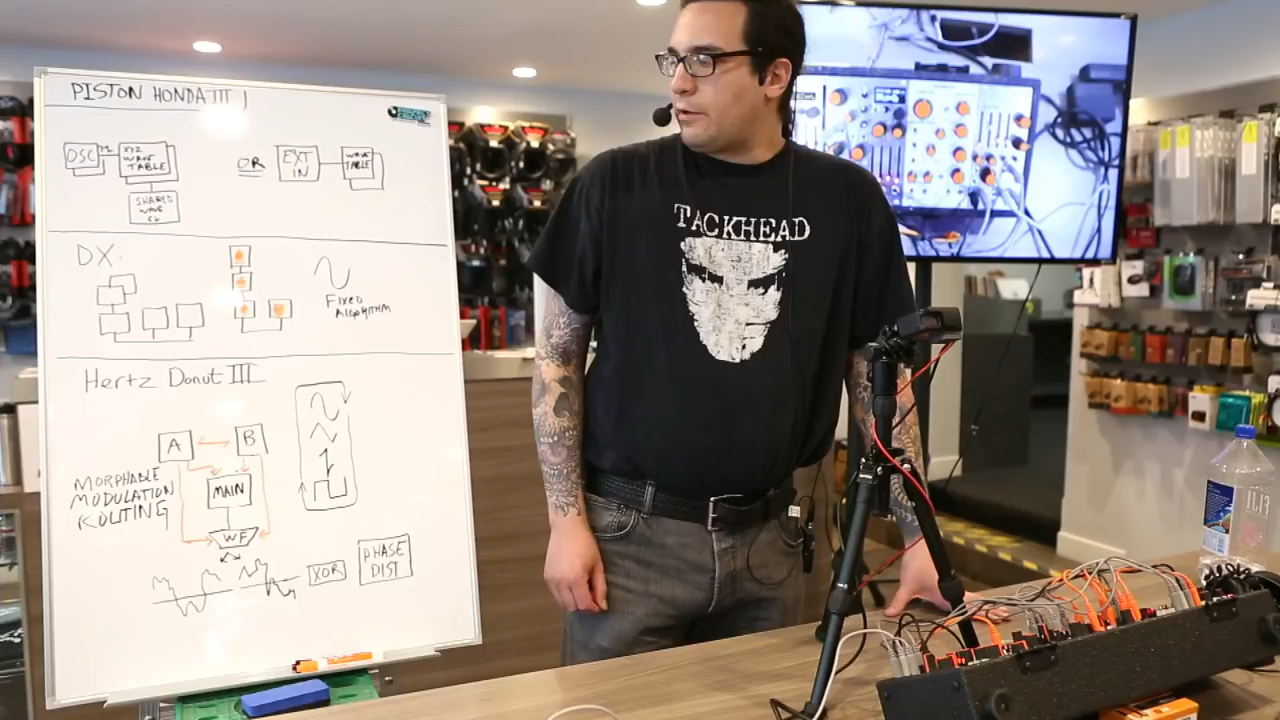 PISTON HONDA III
OSC
XYZ
WAVE
TABLE
OR
EXT
IN
WAVE
TABLE
SHARED
WAVE
DX:
FIXED
ALGORITHM
Hertz Donut III
A
B
MORPHABLE
MODULATION
ROUTING
MAIN
WF
XOR
PHASE
DIST
TACKHEAD
FIJI